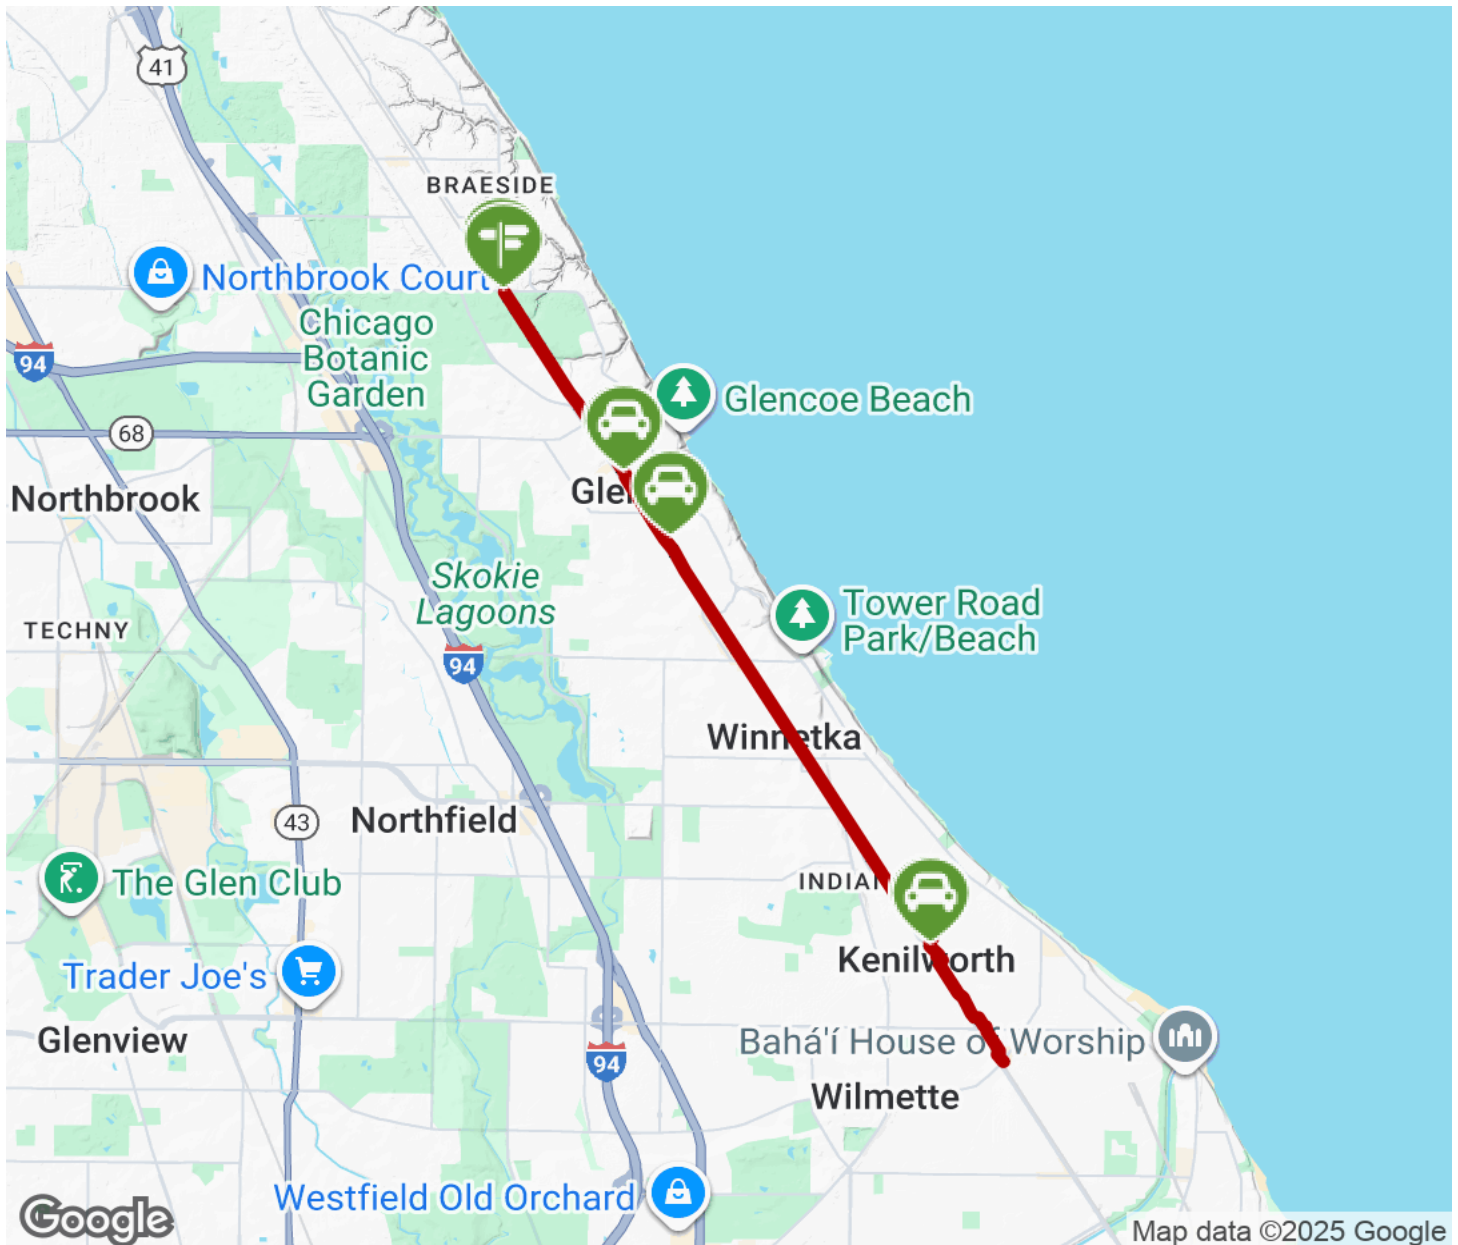 41
BRAESIDE
Northbrook Court
Chicago
Botanic
Garden
94
Glencoe Beach
68
Northbrook
Skokie
Lagoons
TECHNY
94
Tower Road
Park/Beach
Winnetka
43
Northfield
The Glen Club
Kenilworth
Trader Joe's
Glenview
Bahá'í House of Worship
94
Wilmette
Westfield Old Orchard
Google
Map data ©2025 Google